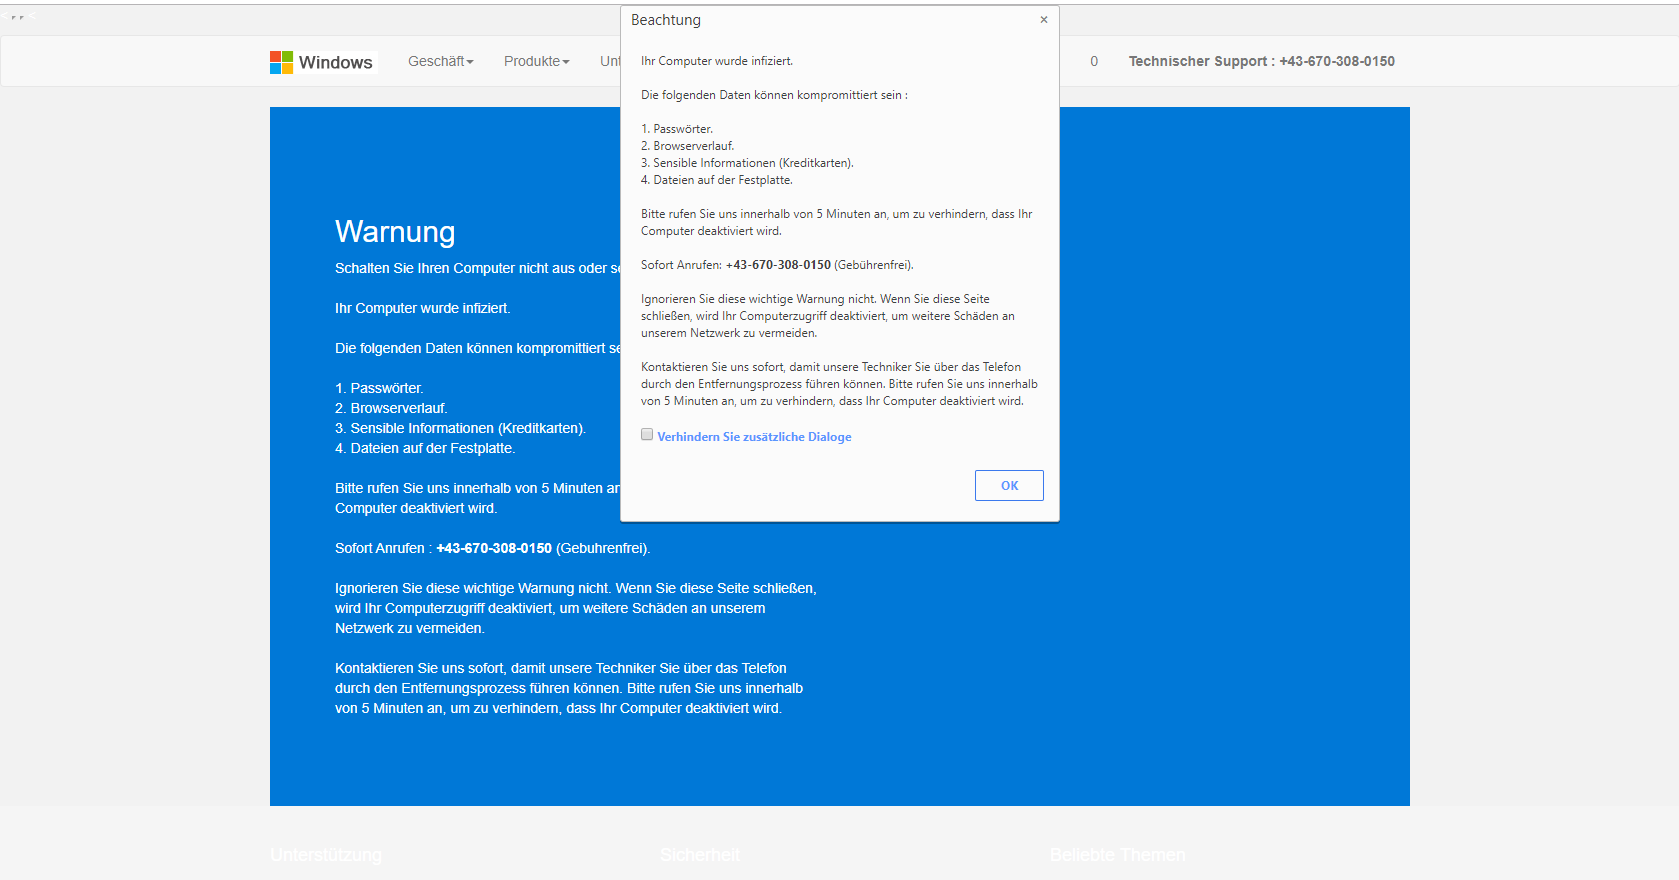 Beachtung
×
Windows
Geschäft
Produkte
Unt
0
Technischer Support : +43-670-308-0150
Ihr Computer wurde infiziert.
Die folgenden Daten können kompromittiert sein :
1. Passwörter.
2. Browserverlauf.
3. Sensible Informationen (Kreditkarten).
4. Dateien auf der Festplatte.
Bitte rufen Sie uns innerhalb von 5 Minuten an, um zu verhindern, dass Ihr
Computer deaktiviert wird.
Sofort Anrufen: +43-670-308-0150 (Gebührenfrei).
Ignorieren Sie diese wichtige Warnung nicht. Wenn Sie diese Seite
schließen, wird Ihr Computerzugriff deaktiviert, um weitere Schäden an
unserem Netzwerk zu vermeiden.
Kontaktieren Sie uns sofort, damit unsere Techniker Sie über das Telefon
durch den Entfernungsprozess führen können. Bitte rufen Sie uns innerhalb
von 5 Minuten an, um zu verhindern, dass Ihr Computer deaktiviert wird.
Verhindern Sie zusätzliche Dialoge
OK
Warnung
Schalten Sie Ihren Computer nicht aus oder se
Ihr Computer wurde infiziert.
Die folgenden Daten können kompromittiert se
1. Passwörter.
2. Browserverlauf.
3. Sensible Informationen (Kreditkarten).
4. Dateien auf der Festplatte.
Bitte rufen Sie uns innerhalb von 5 Minuten an
Computer deaktiviert wird.
Sofort Anrufen : +43-670-308-0150 (Gebuhrenfrei).
Ignorieren Sie diese wichtige Warnung nicht. Wenn Sie diese Seite schließen,
wird Ihr Computerzugriff deaktiviert, um weitere Schäden an unserem
Netzwerk zu vermeiden.
Kontaktieren Sie uns sofort, damit unsere Techniker Sie über das Telefon
durch den Entfernungsprozess führen können. Bitte rufen Sie uns innerhalb
von 5 Minuten an, um zu verhindern, dass Ihr Computer deaktiviert wird.
Unterstützung
Sicherheit
Beliebte Themen